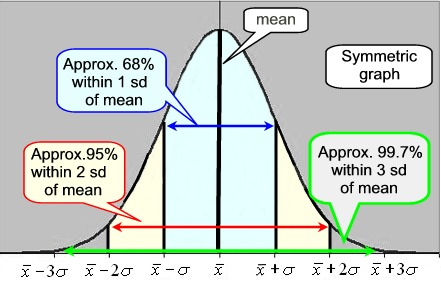 mean
Approx. 68%
within 1 sd
of mean
Symmetric
graph
Approx.95%
within 2 sd
of mean
Approx. 99.7%
within 3 sd
of mean
x̅ − 3σ x̅ − 2σ x̅ − σ x̅ x̅ + σ x̅ + 2σ x̅ + 3σ